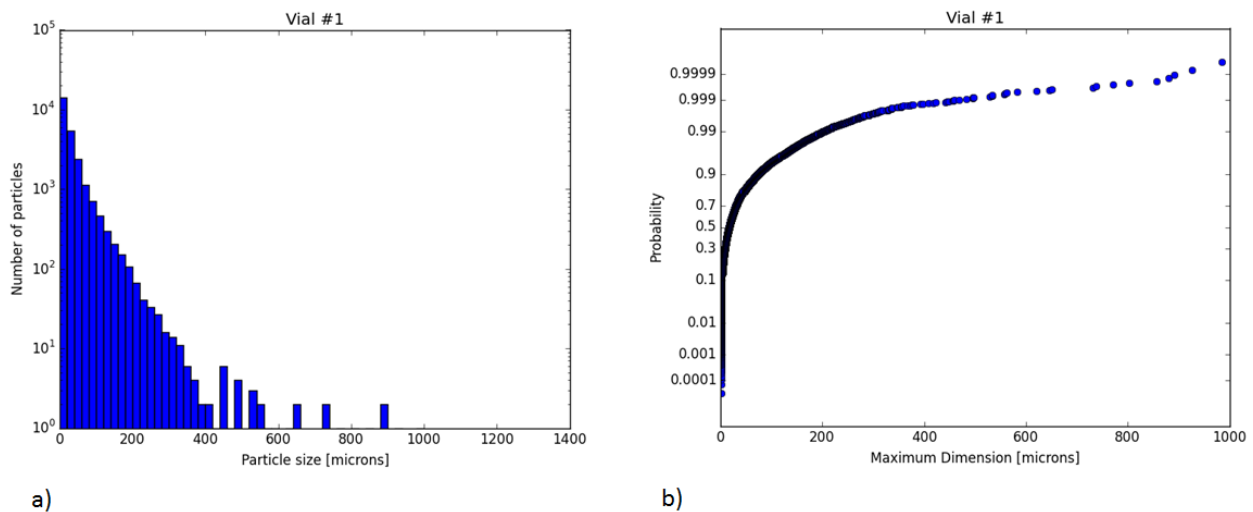 Vial #1
10^5
10^4
10^3
10^2
10^1
10^0
Number of particles
0 200 400 600 800 1000 1200 1400
Particle size [microns]
a)
Vial #1
0.9999
0.999
0.99
0.9
0.7
0.5
0.3
0.1
0.01
0.001
0.0001
Probability
0 200 400 600 800 1000
Maximum Dimension [microns]
b)